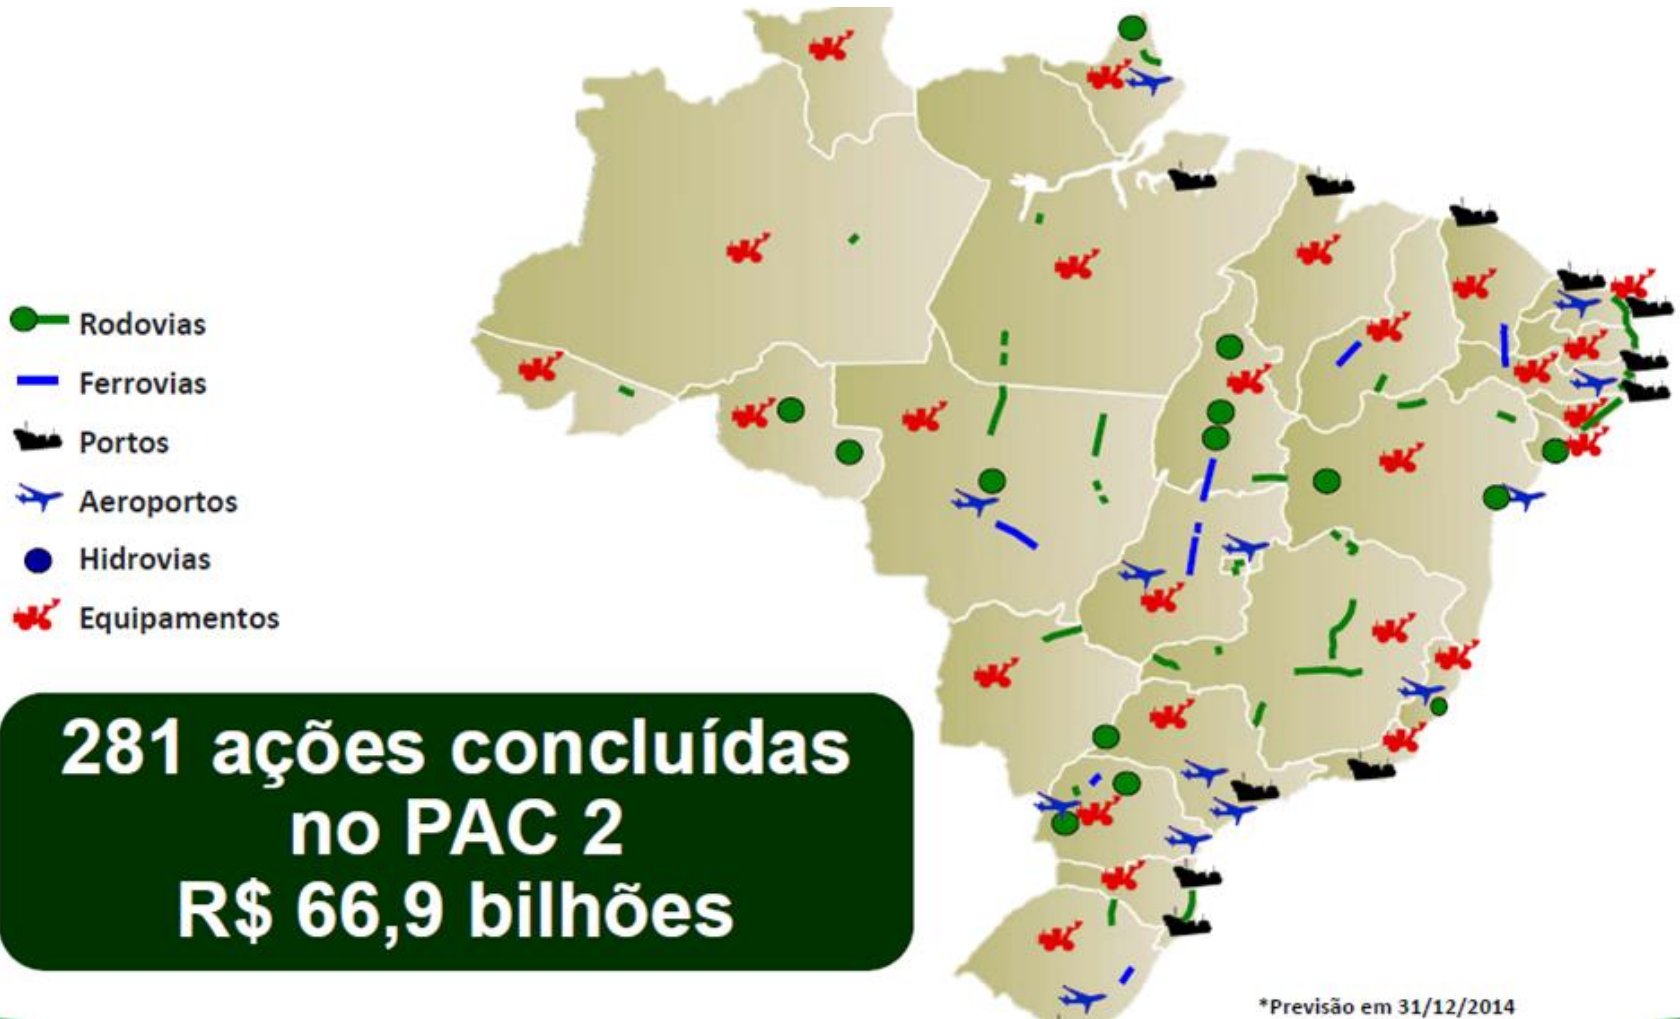 Rodovias
Ferrovias
Portos
Aeroportos
Hidrovias
Equipamentos
281 ações concluídas
no PAC 2
R$ 66,9 bilhões
*Previsão em 31/12/2014